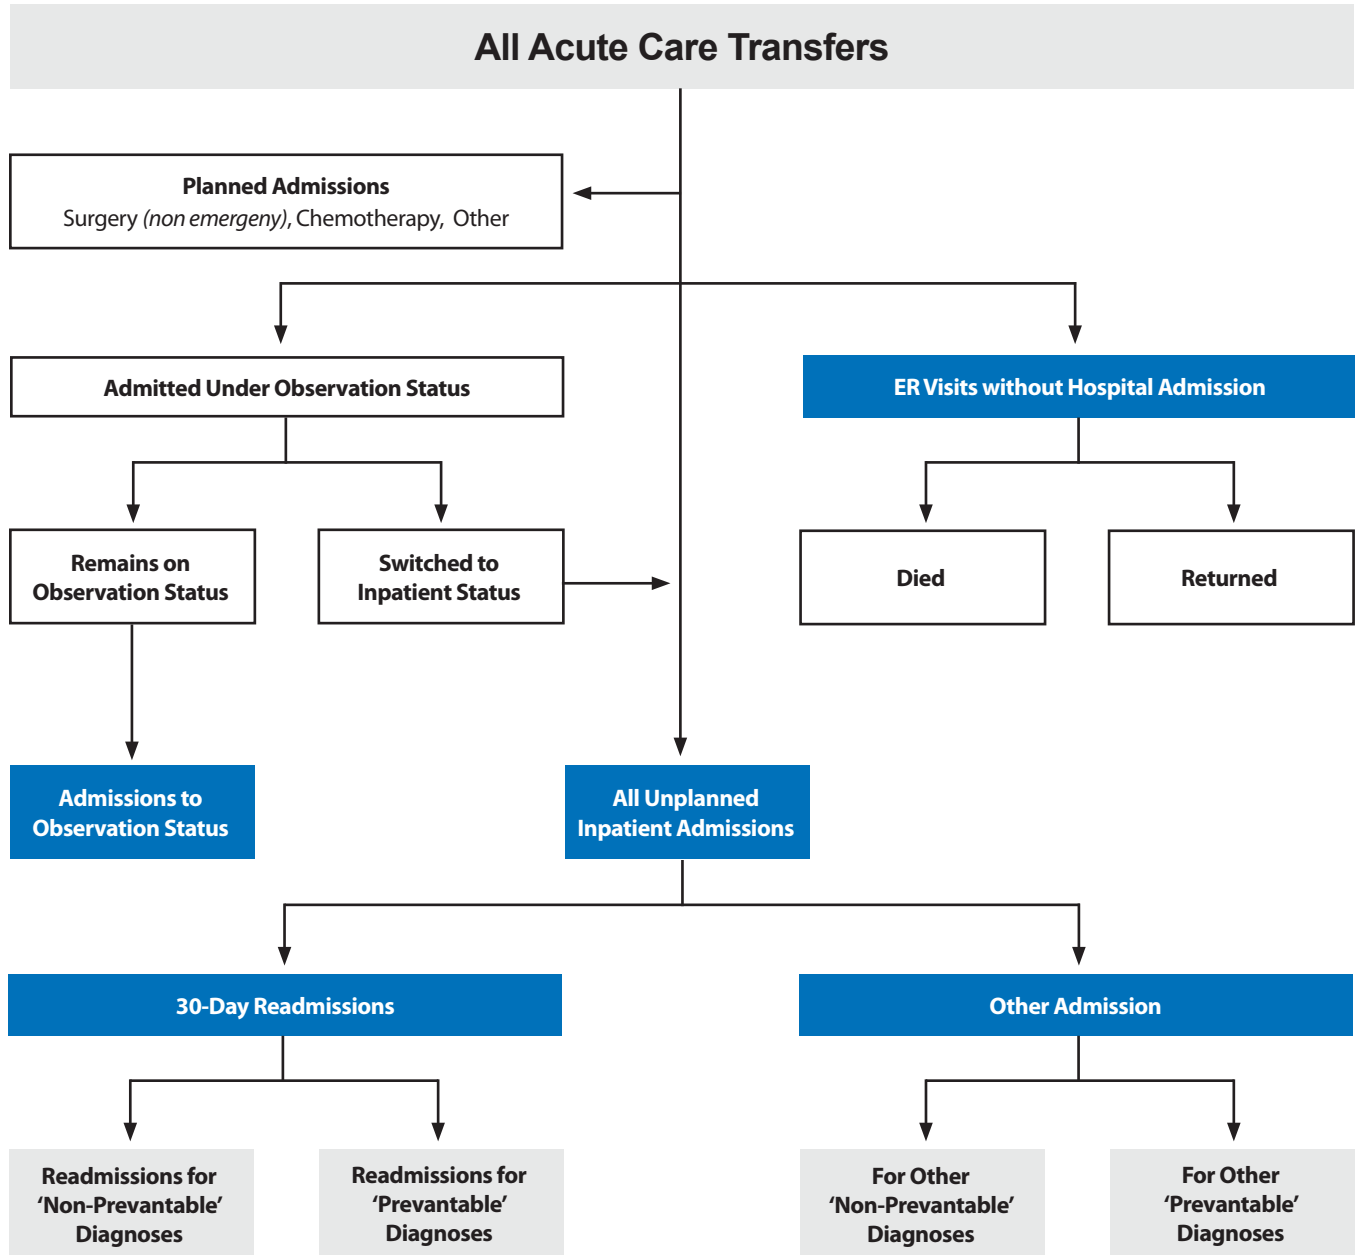 All Acute Care Transfers
Planned Admissions
Surgery (non emergeny), Chemotherapy, Other
Admitted Under Observation Status
ER Visits without Hospital Admission
Remains on
Observation Status
Switched to
Inpatient Status
Died
Returned
Admissions to
Observation Status
All Unplanned
Inpatient Admissions
30-Day Readmissions
Other Admission
Readmissions for
‘Non-Prevantable’
Diagnoses
Readmissions for
‘Prevantable’
Diagnoses
For Other
‘Non-Prevantable’
Diagnoses
For Other
‘Prevantable’
Diagnoses